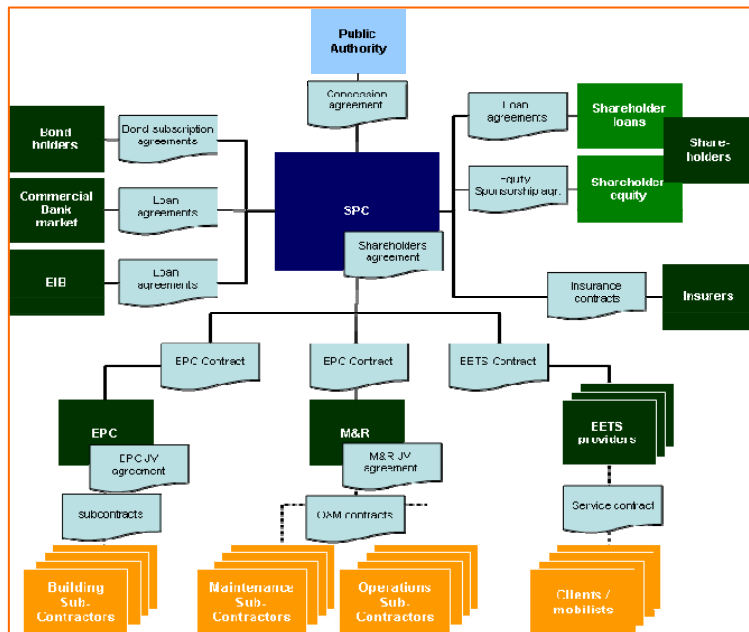 Public
Authority
Concession
agreement
Bond
holders
Bond subscription
agreements
Loan
agreements
Shareholder
loans
Share-
holders
Commercial
Bank
market
Loan
agreements
SPC
Equity
Sponsorship agr.
Shareholder
equity
Shareholders
agreement
EIB
Loan
agreements
Insurance
contracts
Insurers
EPC Contract
EPC Contract
EETS Contract
EPC
M&R
EETS
providers
EPC JV
agreement
M&R JV
agreement
subcontracts
O&M contracts
Service contract
Building
Sub-
Contractors
Maintenance
Sub-
Contractors
Operations
Sub-
Contractors
Clients /
mobilists